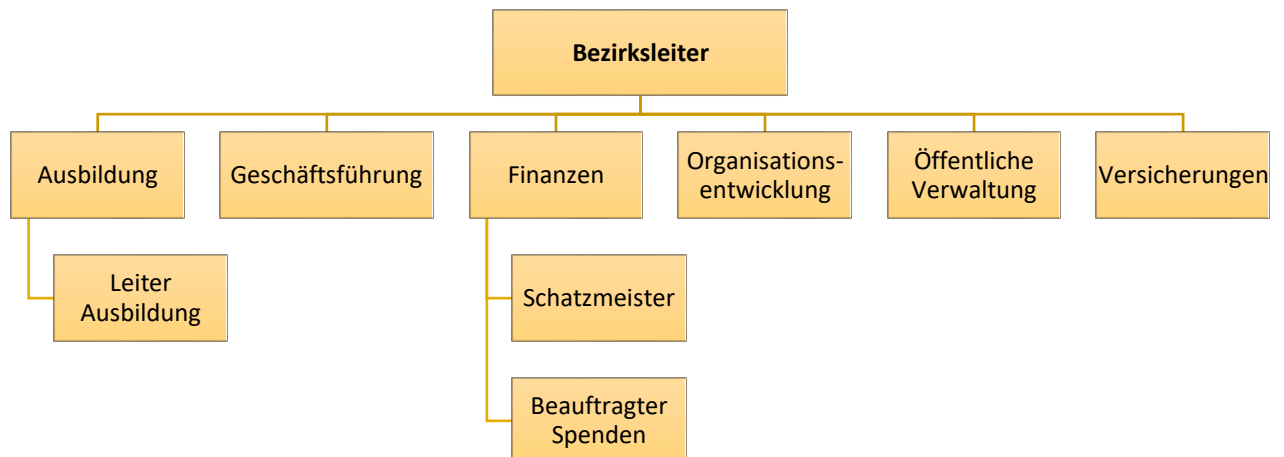 Bezirksleiter
Ausbildung
Geschäftsführung
Finanzen
Organisations-
entwicklung
Öffentliche
Verwaltung
Versicherungen
Leiter
Ausbildung
Schatzmeister
Beauftragter
Spenden